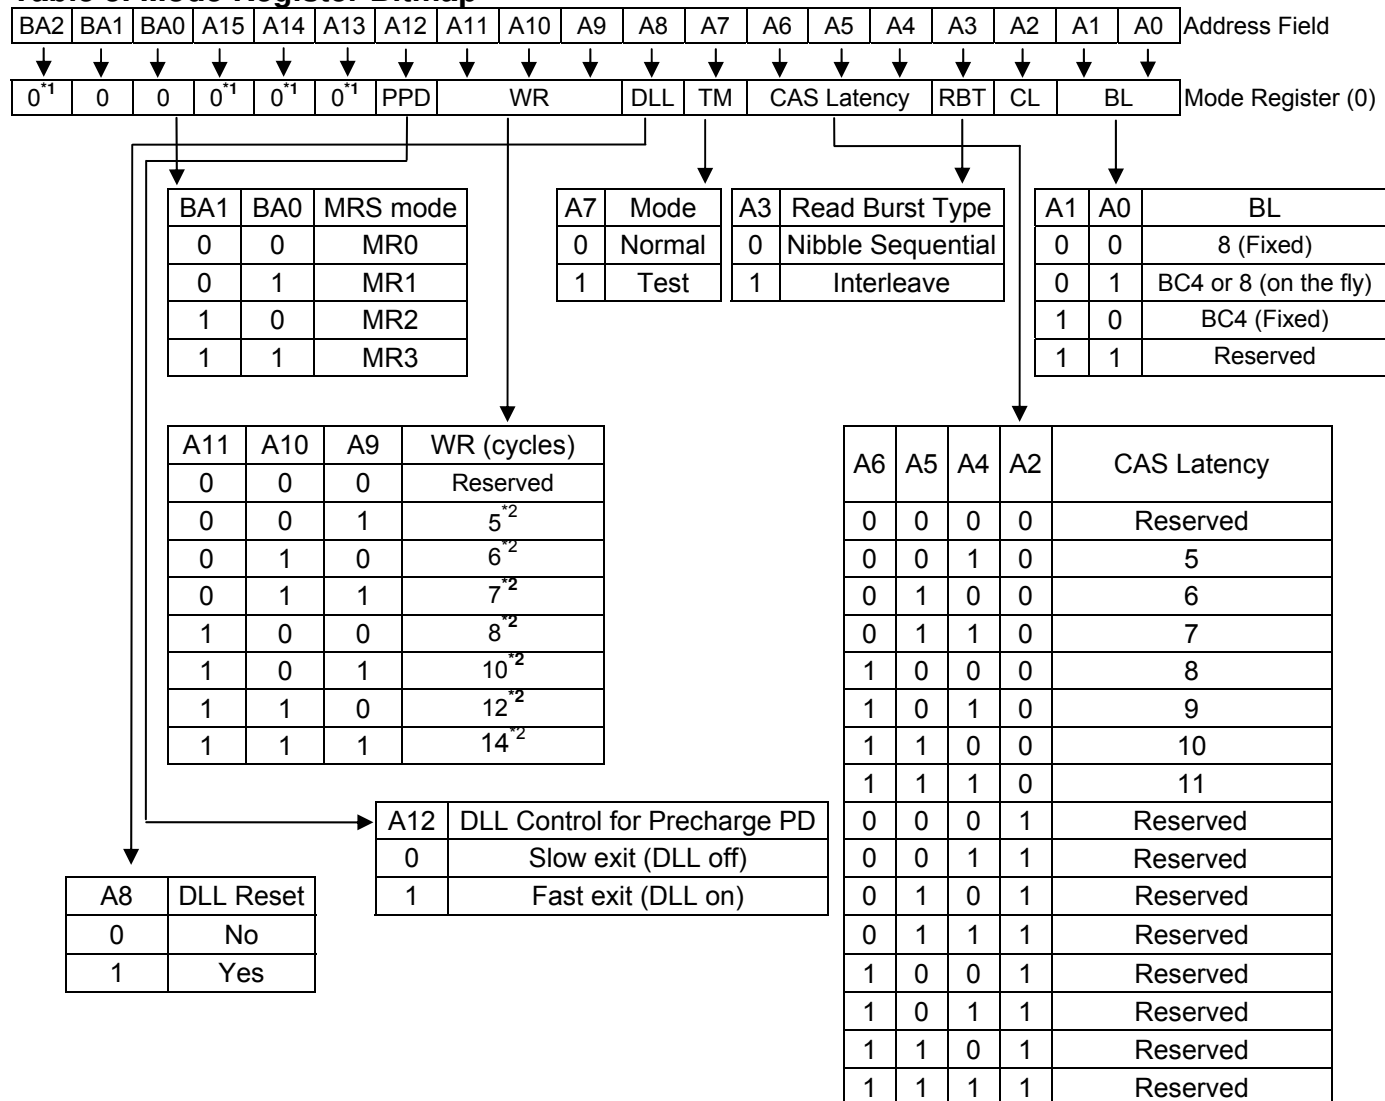 BA2 BA1 BA0 A15 A14 A13 A12 A11 A10 A9 A8 A7 A6 A5 A4 A3 A2 A1 A0 Address Field
0*1 0 0 0*1 0*1 0*1 PPD WR DLL TM CAS Latency RBT CL BL Mode Register (0)
BA1 BA0 MRS mode
0 0 MR0
0 1 MR1
1 0 MR2
1 1 MR3
A7 Mode
0 Normal
1 Test
A3 Read Burst Type
0 Nibble Sequential
1 Interleave
A1 A0 BL
0 0 8 (Fixed)
0 1 BC4 or 8 (on the fly)
1 0 BC4 (Fixed)
1 1 Reserved
A11 A10 A9 WR (cycles)
0 0 0 Reserved
0 0 1 5*2
0 1 0 6*2
0 1 1 7*2
1 0 0 8*2
1 0 1 10*2
1 1 0 12*2
1 1 1 14*2
A6 A5 A4 A2 CAS Latency
0 0 0 0 Reserved
0 0 1 0 5
0 1 0 0 6
0 1 1 0 7
1 0 0 0 8
1 0 1 0 9
1 1 0 0 10
1 1 1 0 11
0 0 0 1 Reserved
0 0 1 1 Reserved
0 1 0 1 Reserved
0 1 1 1 Reserved
1 0 0 1 Reserved
1 0 1 1 Reserved
1 1 0 1 Reserved
1 1 1 1 Reserved
A12 DLL Control for Precharge PD
0 Slow exit (DLL off)
1 Fast exit (DLL on)
A8 DLL Reset
0 No
1 Yes